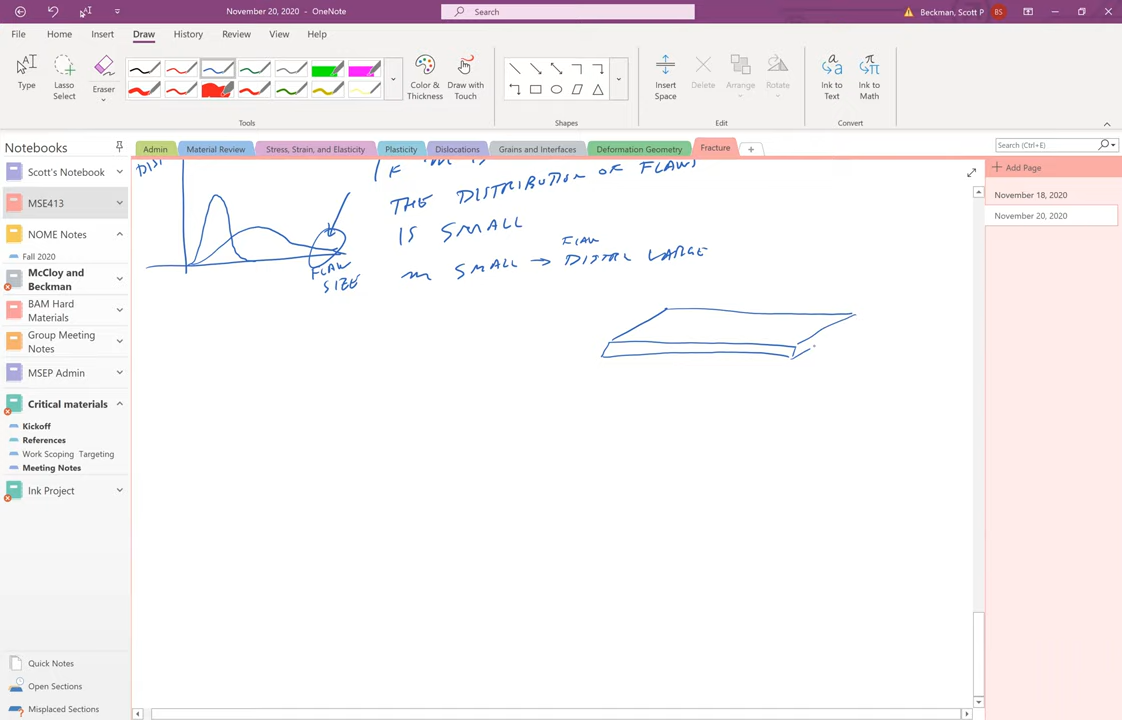 November 20, 2020 - OneNote
Search
Beckman, Scott P
BS
File Home Insert Draw History Review View Help
Type
Lasso Select
Eraser
Color & Thickness
Draw with Touch
Insert Space
Delete
Arrange
Rotate
Ink to Text
Ink to Math
Tools
Shapes
Edit
Convert
Notebooks
Admin
Material Review
Stress, Strain, and Elasticity
Plasticity
Dislocations
Grains and Interfaces
Deformation Geometry
Fracture
Search (Ctrl+E)
Scott's Notebook
MSE413
NOME Notes
Fall 2020
McCloy and
Beckman
BAM Hard
Materials
Group Meeting
Notes
MSEP Admin
Critical materials
Kickoff
References
Work Scoping Targeting
Meeting Notes
Ink Project
Quick Notes
Open Sections
Misplaced Sections
Add Page
November 18, 2020
November 20, 2020
THE DISTRIBUTION OF FLAWS
IS SMALL
FLAW
m SMALL → DISTR LARGE
FLAW
SIZE